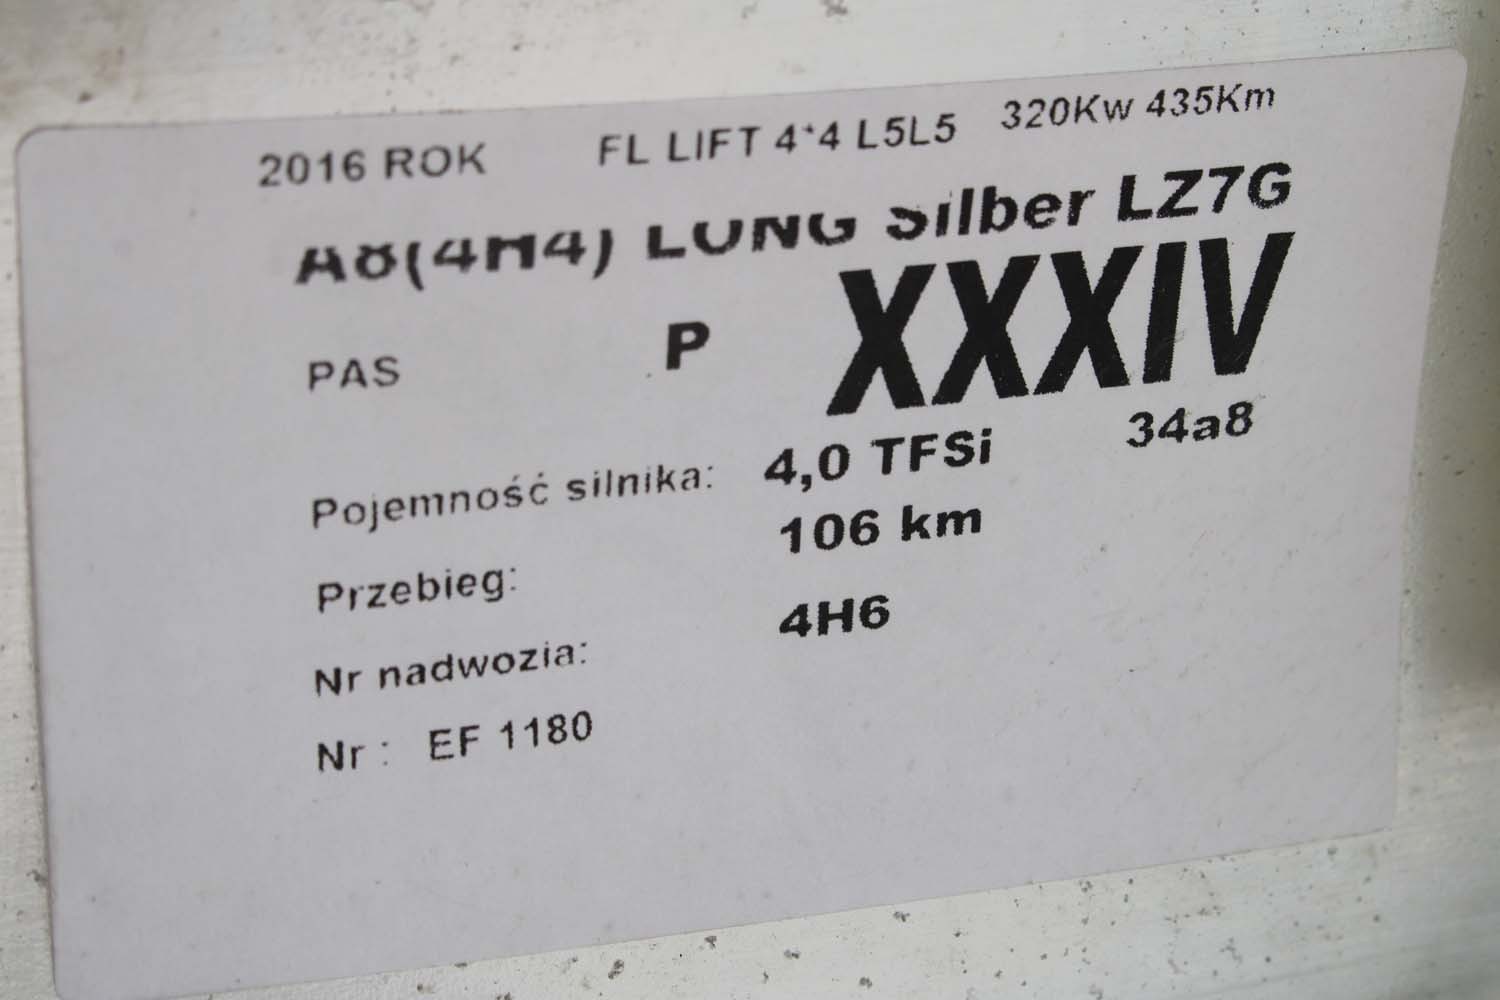 2016 ROK FL LIFT 4*4 L5L5 320Kw 435Km
A8(4H4) LONG Silber LZ7G
PAS P XXXIV
Pojemność silnika: 4,0 TFSi 34a8
Przebieg: 106 km
Nr nadwozia: 4H6
Nr : EF 1180